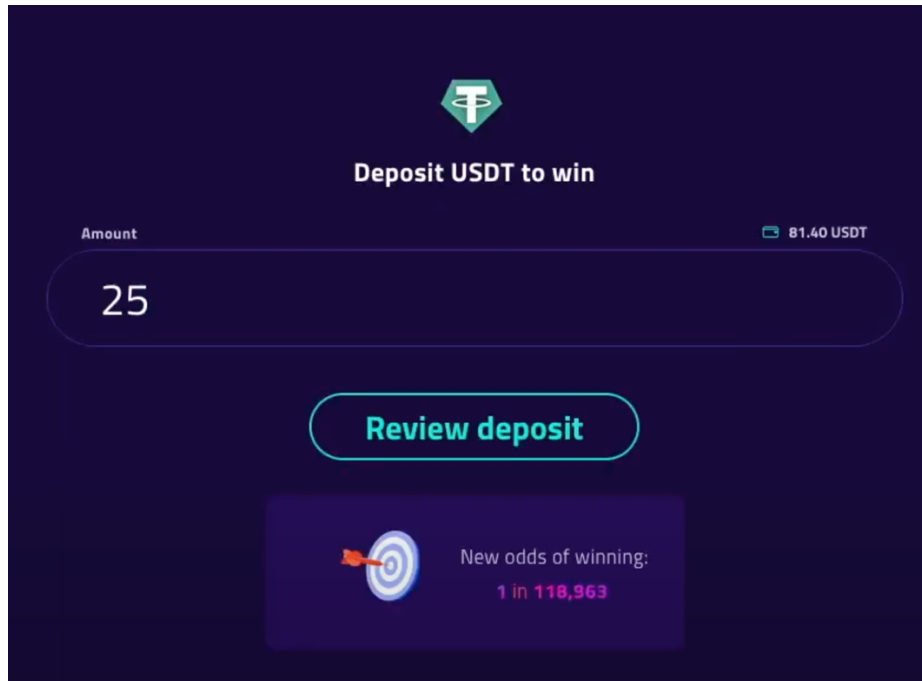 Deposit USDT to win
Amount
81.40 USDT
25
Review deposit
New odds of winning:
1 in 118,963